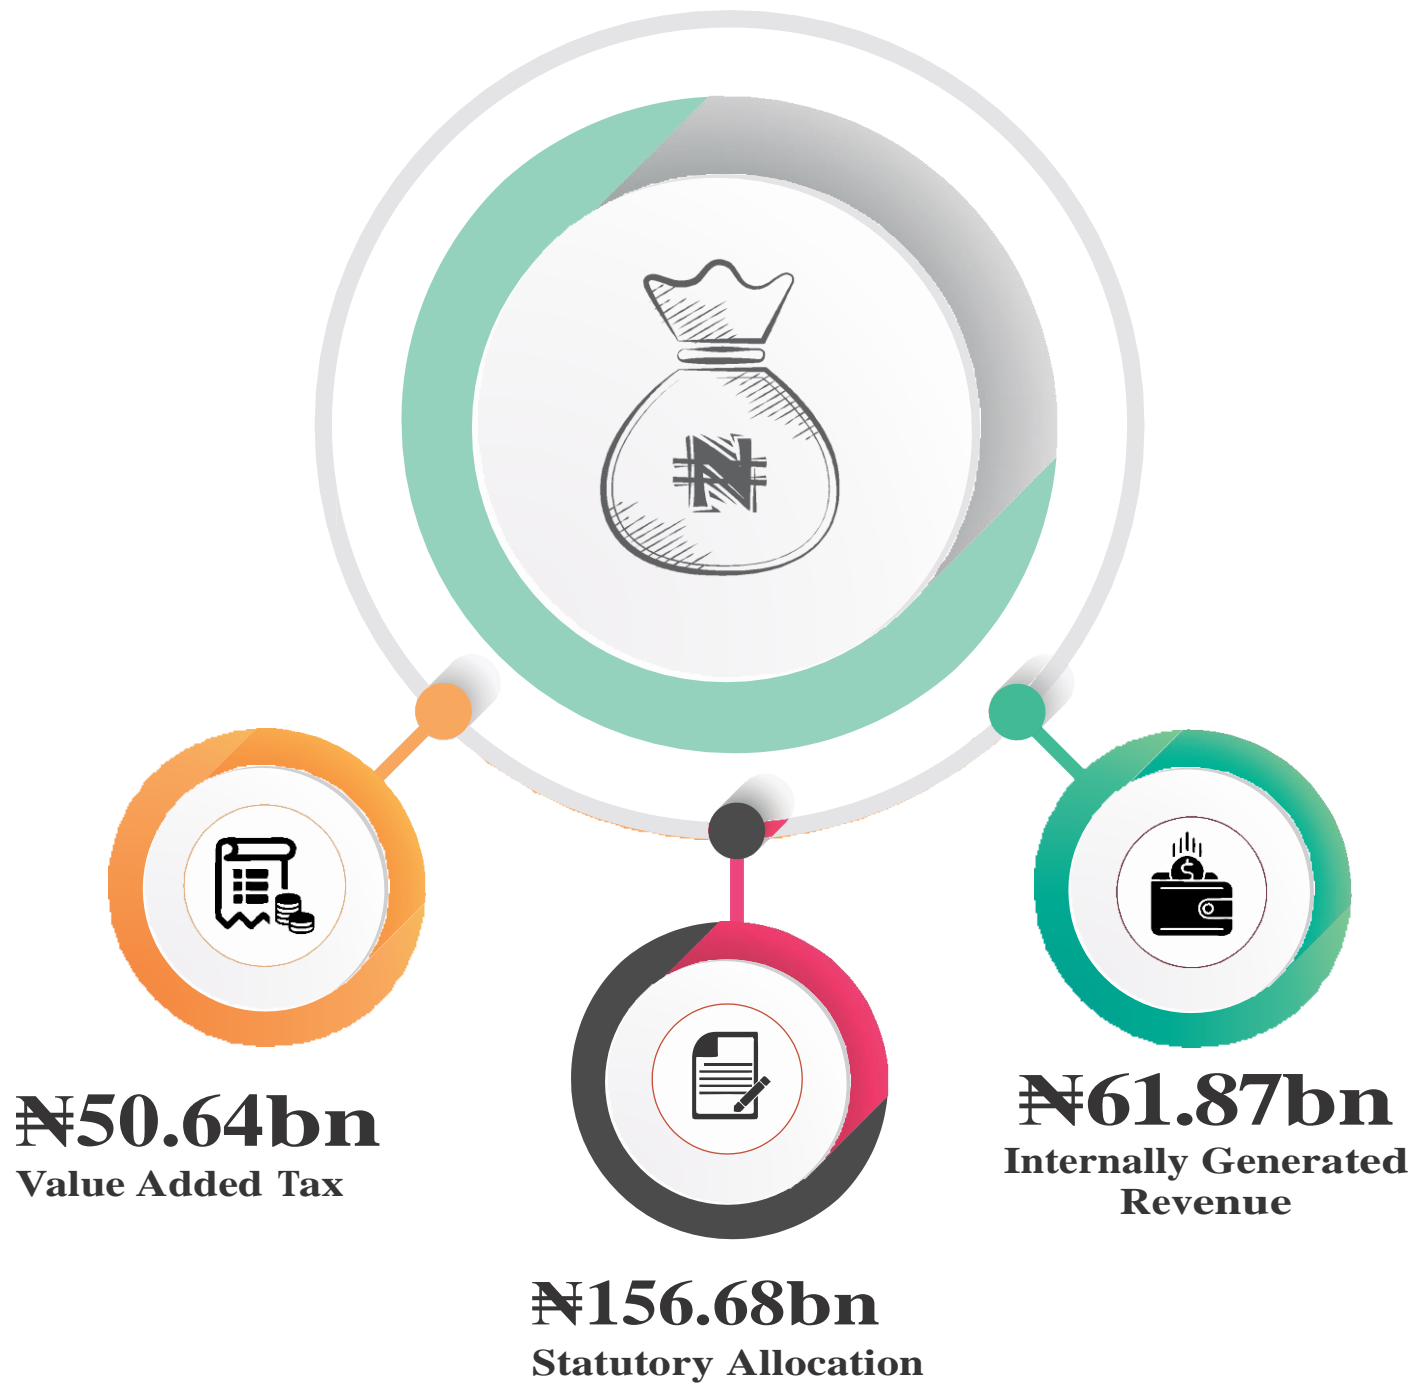 ₦
$
₦50.64bn
Value Added Tax
₦156.68bn
Statutory Allocation
₦61.87bn
Internally Generated
Revenue